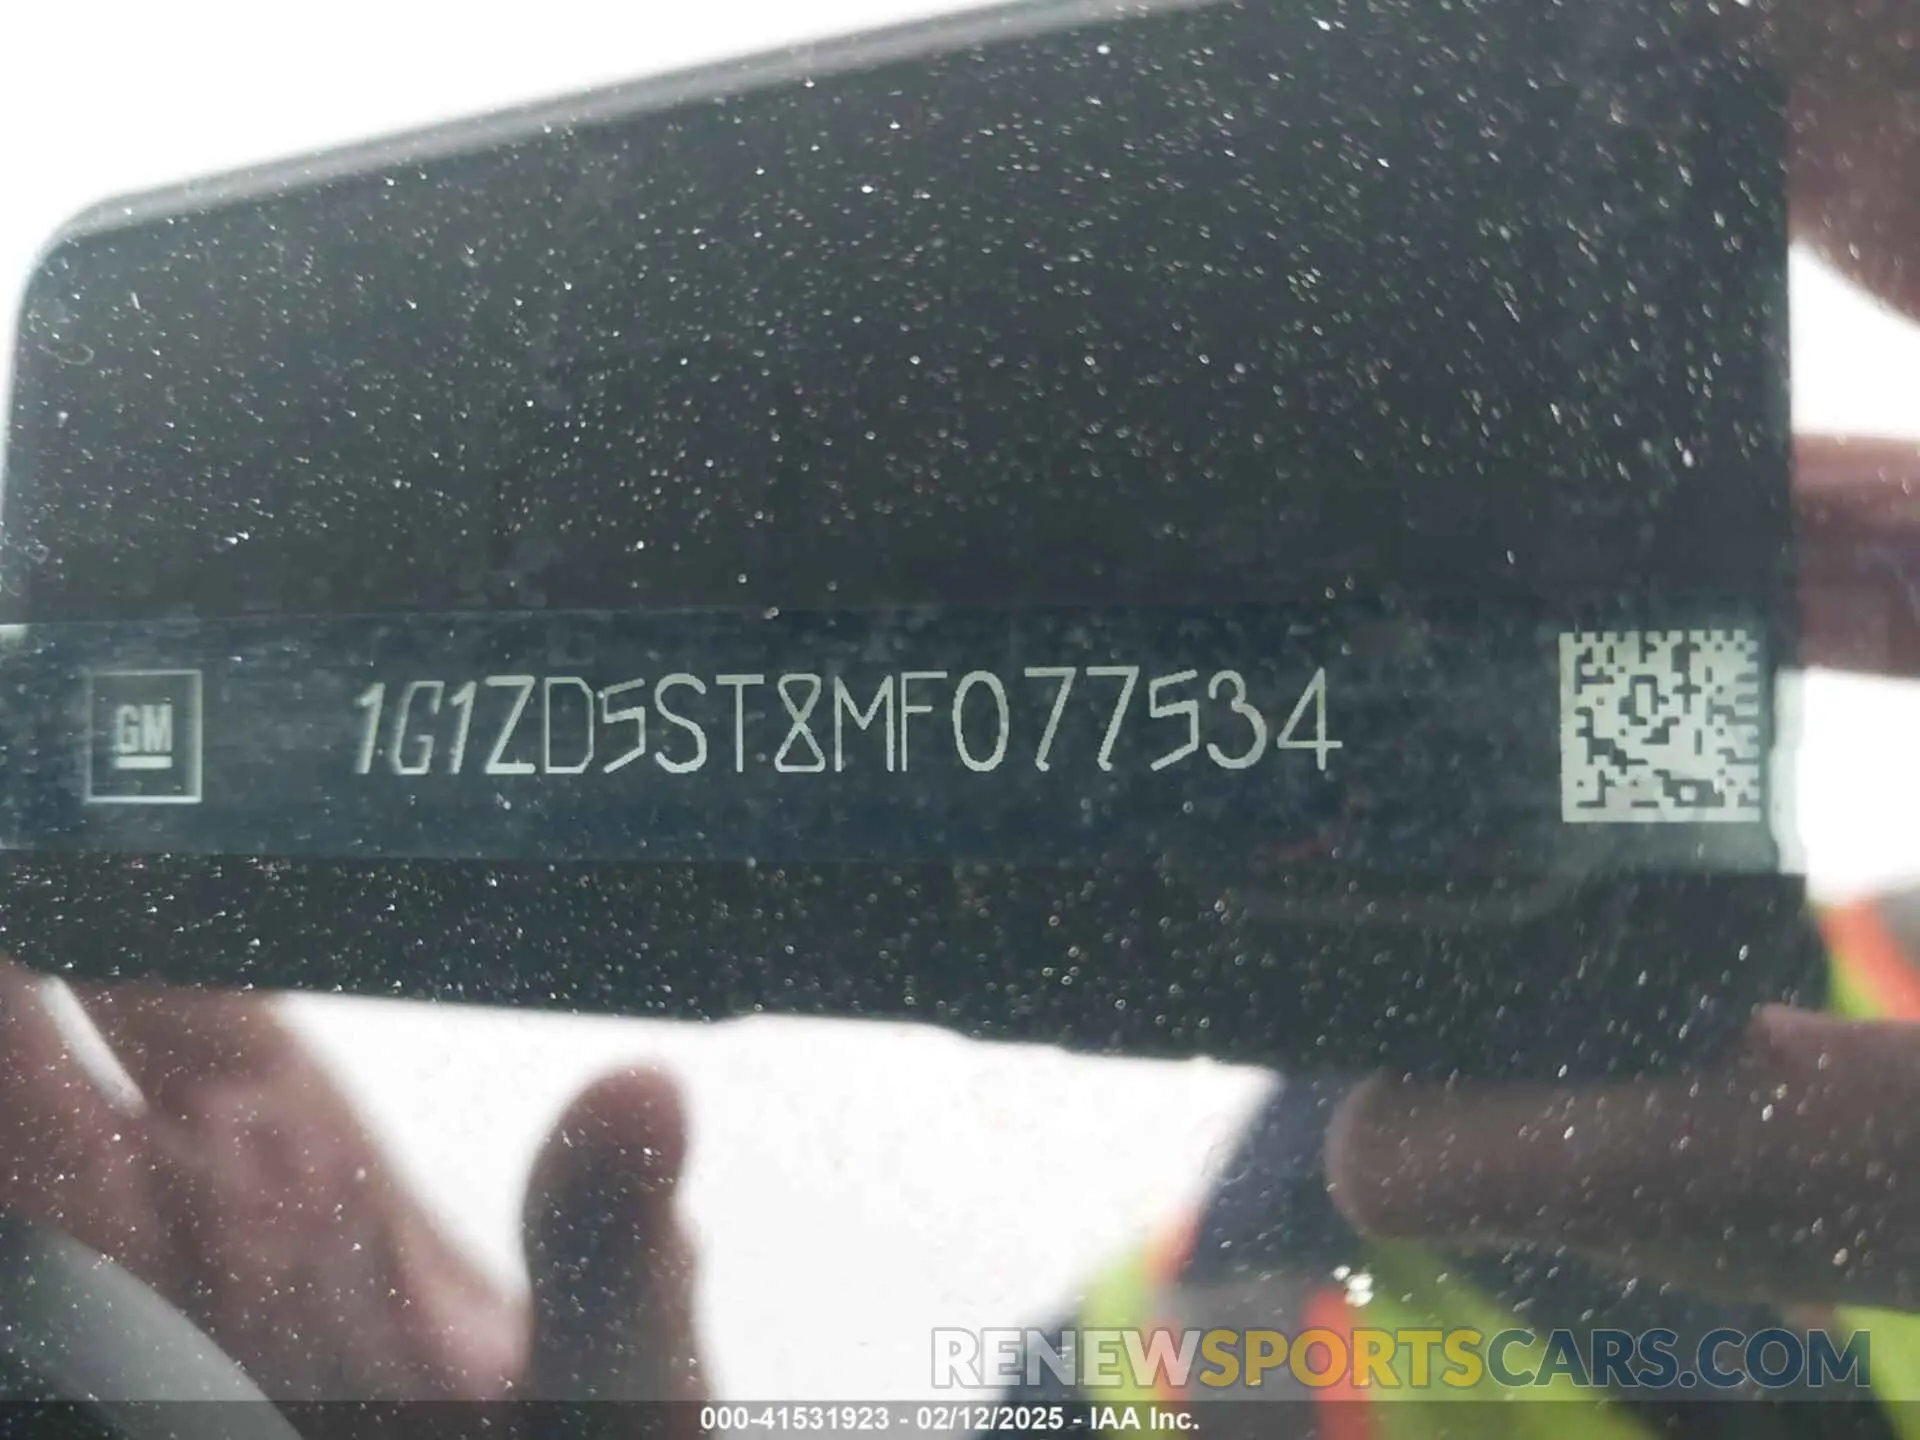 GM 1G1ZD5ST8MF077534
RENEWSPORTSCARS.COM
000-41531923 - 02/12/2025 - IAA Inc.